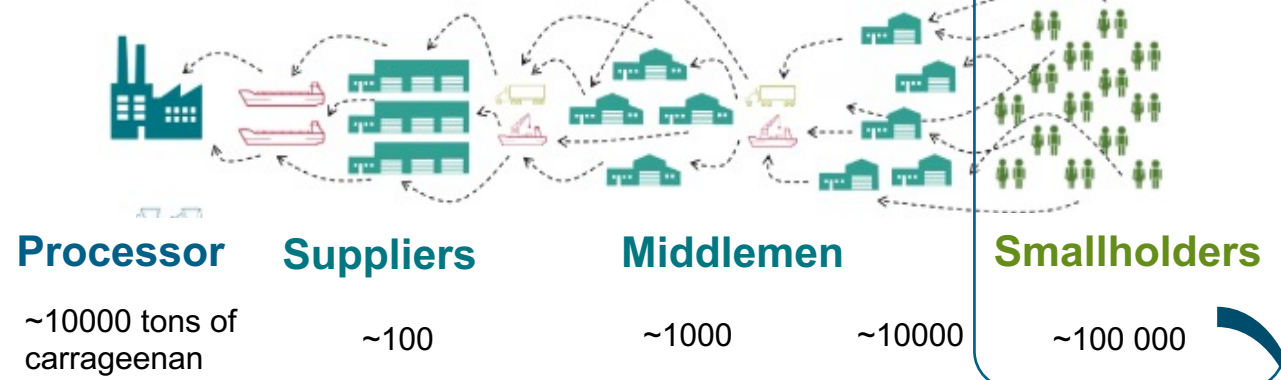 Processor
Suppliers
Middlemen
Smallholders
~10000 tons of
carrageenan
~100
~1000
~10000
~100 000